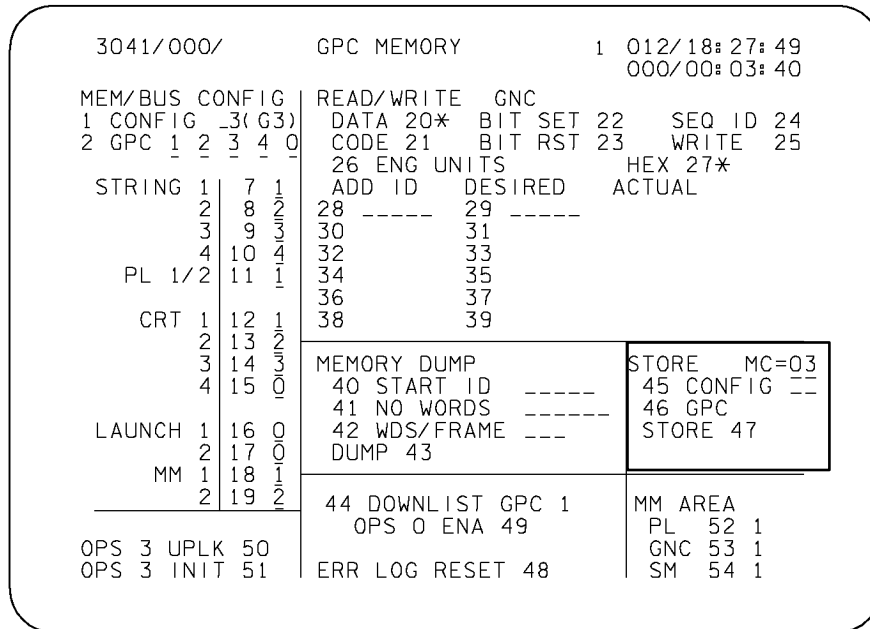 3041/000/ GPC MEMORY 1 012/18:27:49
000/00:03:40
MEM/BUS CONFIG READ/WRITE GNC
1 CONFIG _3(G3) DATA 20* BIT SET 22 SEQ ID 24
2 GPC 1 2 3 4 0 CODE 21 BIT RST 23 WRITE 25
26 ENG UNITS HEX 27*
STRING 1 7 1 ADD ID DESIRED ACTUAL
2 8 2 28 _____ 29 _____
3 9 3 30 31
4 10 4 32 33
PL 1/2 11 1 34 35
36 37
CRT 1 12 1 38 39
2 13 2
3 14 3 MEMORY DUMP STORE MC=03
4 15 0 40 START ID _____ 45 CONFIG __
41 NO WORDS ______ 46 GPC
LAUNCH 1 16 0 42 WDS/FRAME ___ STORE 47
2 17 0 DUMP 43
MM 1 18 1
2 19 2 44 DOWNLIST GPC 1 MM AREA
OPS 0 ENA 49 PL 52 1
OPS 3 UPLK 50 GNC 53 1
OPS 3 INIT 51 ERR LOG RESET 48 SM 54 1